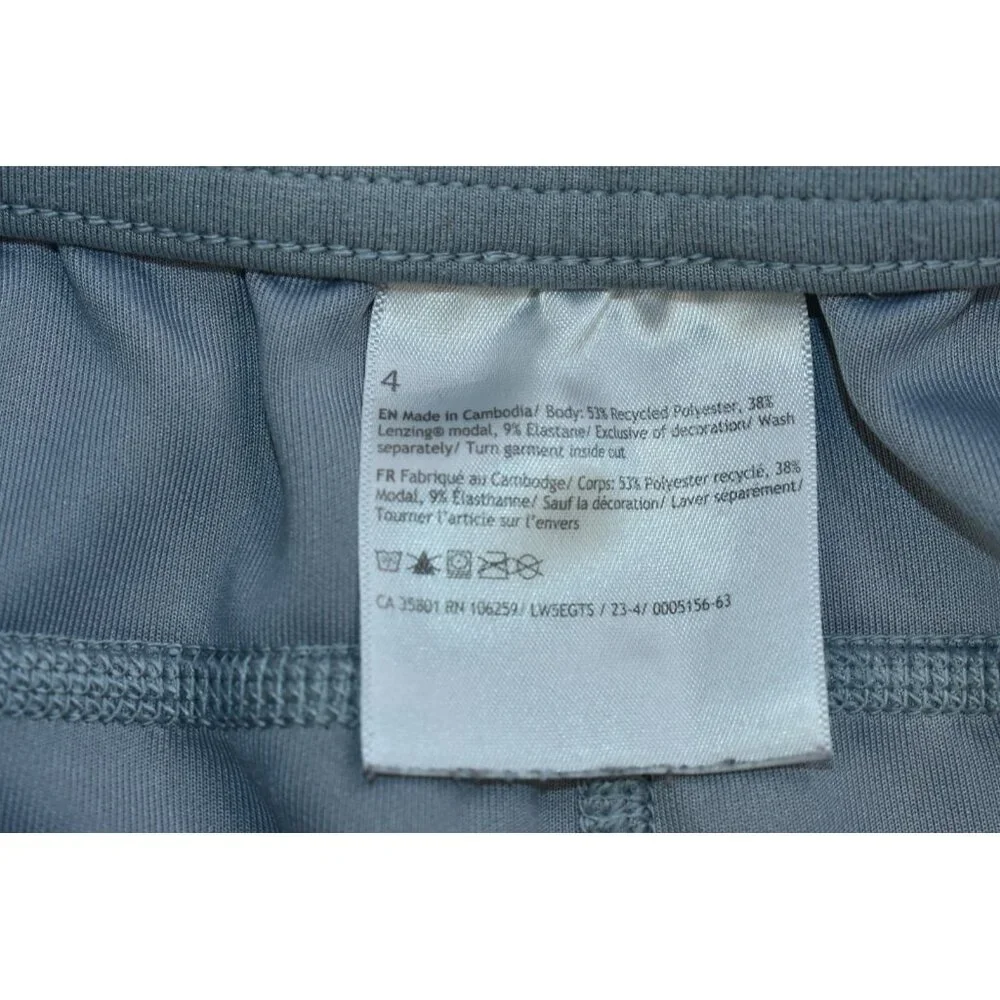 4
EN Made in Cambodia/ Body: 53% Recycled Polyester, 38%
Lenzing® modal, 9% Elastane/ Exclusive of decoration/ Wash
separately/ Turn garment inside out
FR Fabriqué au Cambodge/ Corps: 53% Polyester recyclé, 38%
Modal, 9% Élasthanne/ Sauf la décoration/ Laver séparément/
Tourner l'article sur l'envers
CA 35801 RN 106259/ LW5EGTS / 23-4/ 0005156-63